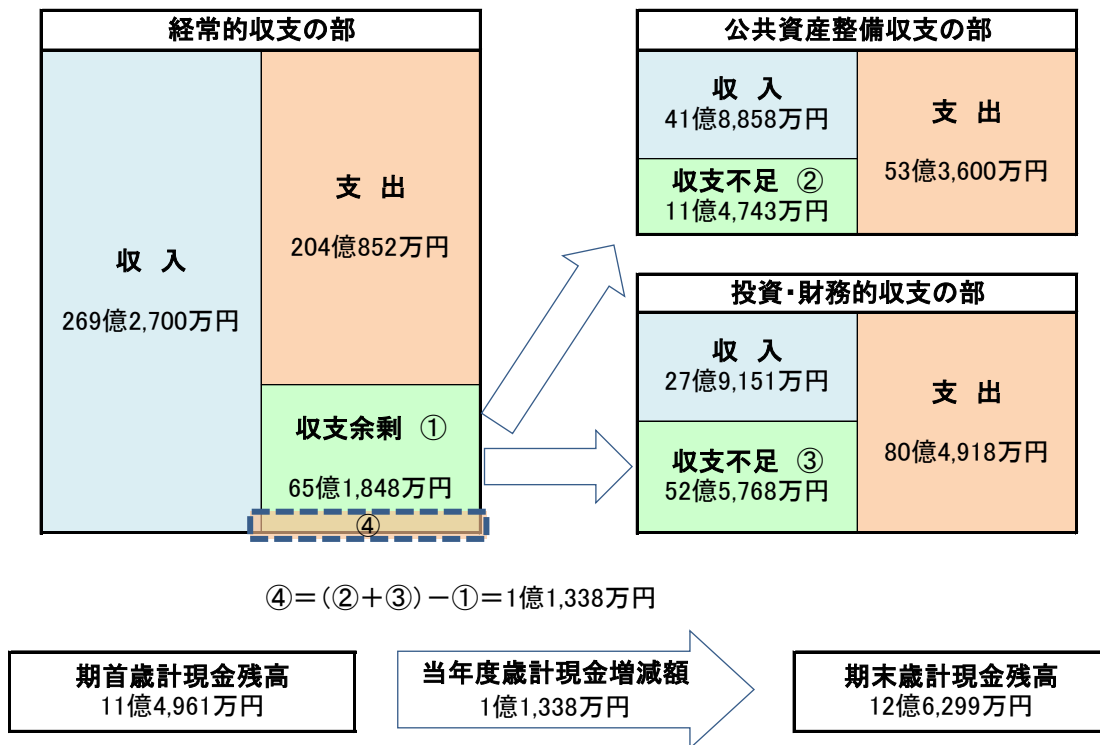 経常的収支の部
収 入
269億2,700万円
支 出
204億852万円
収支余剰 ①
65億1,848万円
④
公共資産整備収支の部
収 入
41億8,858万円
収支不足 ②
11億4,743万円
支 出
53億3,600万円
投資・財務的収支の部
収 入
27億9,151万円
収支不足 ③
52億5,768万円
支 出
80億4,918万円
④=(②+③)-①=1億1,338万円
期首歳計現金残高
11億4,961万円
当年度歳計現金増減額
1億1,338万円
期末歳計現金残高
12億6,299万円